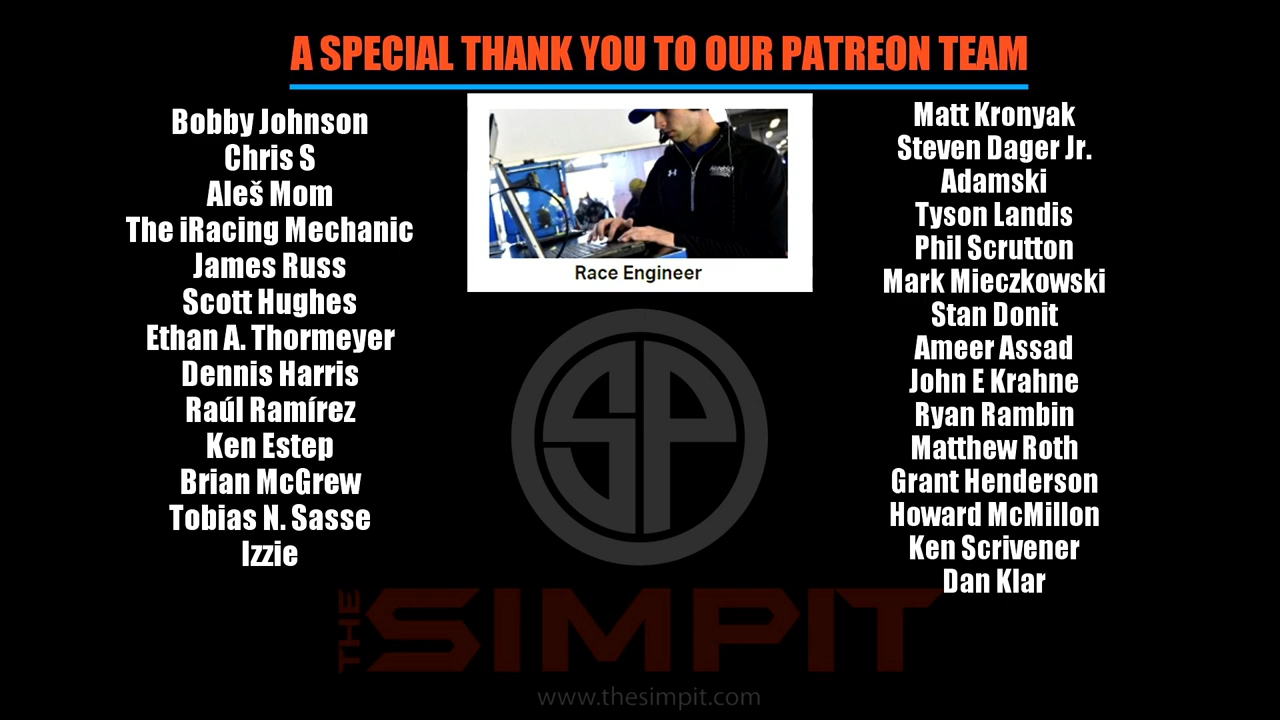 A SPECIAL THANK YOU TO OUR PATREON TEAM
Bobby Johnson
Chris S
Aleš Mom
The iRacing Mechanic
James Russ
Scott Hughes
Ethan A. Thormeyer
Dennis Harris
Raúl Ramírez
Ken Estep
Brian McGrew
Tobias N. Sasse
Izzie
Race Engineer
SP
THE SIMPIT
www.thesimpit.com
Matt Kronyak
Steven Dager Jr.
Adamski
Tyson Landis
Phil Scrutton
Mark Mieczkowski
Stan Donit
Ameer Assad
John E Krahne
Ryan Rambin
Matthew Roth
Grant Henderson
Howard McMillon
Ken Scrivener
Dan Klar